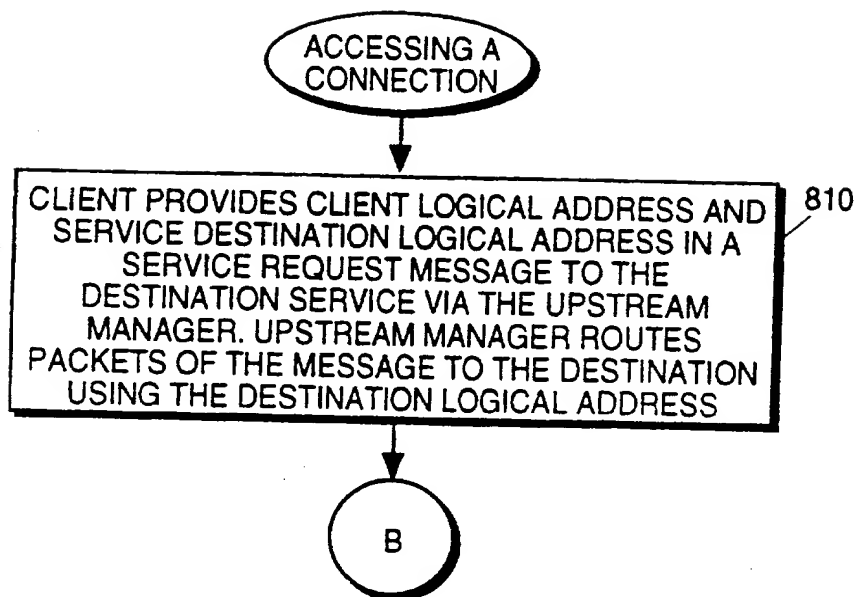 ACCESSING A
CONNECTION
CLIENT PROVIDES CLIENT LOGICAL ADDRESS AND
SERVICE DESTINATION LOGICAL ADDRESS IN A
SERVICE REQUEST MESSAGE TO THE
DESTINATION SERVICE VIA THE UPSTREAM
MANAGER. UPSTREAM MANAGER ROUTES
PACKETS OF THE MESSAGE TO THE DESTINATION
USING THE DESTINATION LOGICAL ADDRESS
810
B